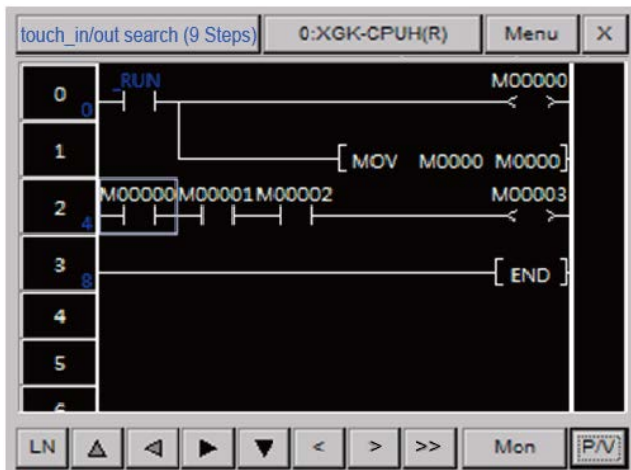 touch_in/out search (9 Steps) 0:XGK-CPUH(R) Menu X
_RUN M00000
0 0
1 MOV M0000 M0000
M00000 M00001 M00002 M00003
2 4
3 8 END
4
5
LN < > >> Mon P/V